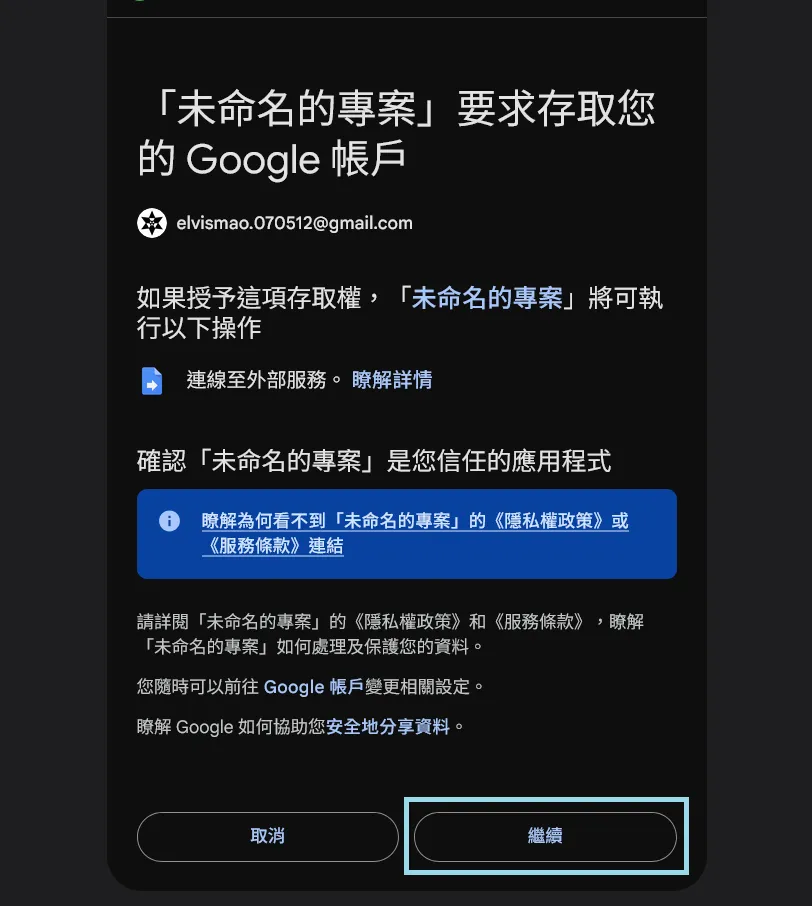 「未命名的專案」要求存取您
的 Google 帳戶
elvismao.070512@gmail.com
如果授予這項存取權，「未命名的專案」將可執
行以下操作
連線至外部服務。瞭解詳情
確認「未命名的專案」是您信任的應用程式
瞭解為何看不到「未命名的專案」的《隱私權政策》或
《服務條款》連結
請詳閱「未命名的專案」的《隱私權政策》和《服務條款》，瞭解
「未命名的專案」如何處理及保護您的資料。
您隨時可以前往 Google 帳戶變更相關設定。
瞭解 Google 如何協助您安全地分享資料。
取消
繼續